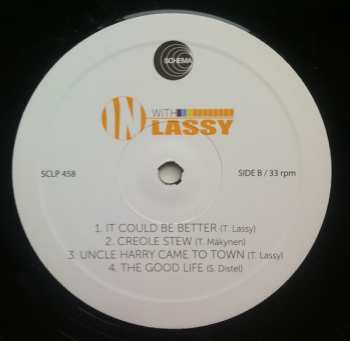 SCHEMA
IN WITH LASSY
SCLP 458
SIDE B / 33 rpm
1. IT COULD BE BETTER (T. Lassy)
2. CREOLE STEW (T. Mäkynen)
3. UNCLE HARRY CAME TO TOWN (T. Lassy)
4. THE GOOD LIFE (S. Distel)